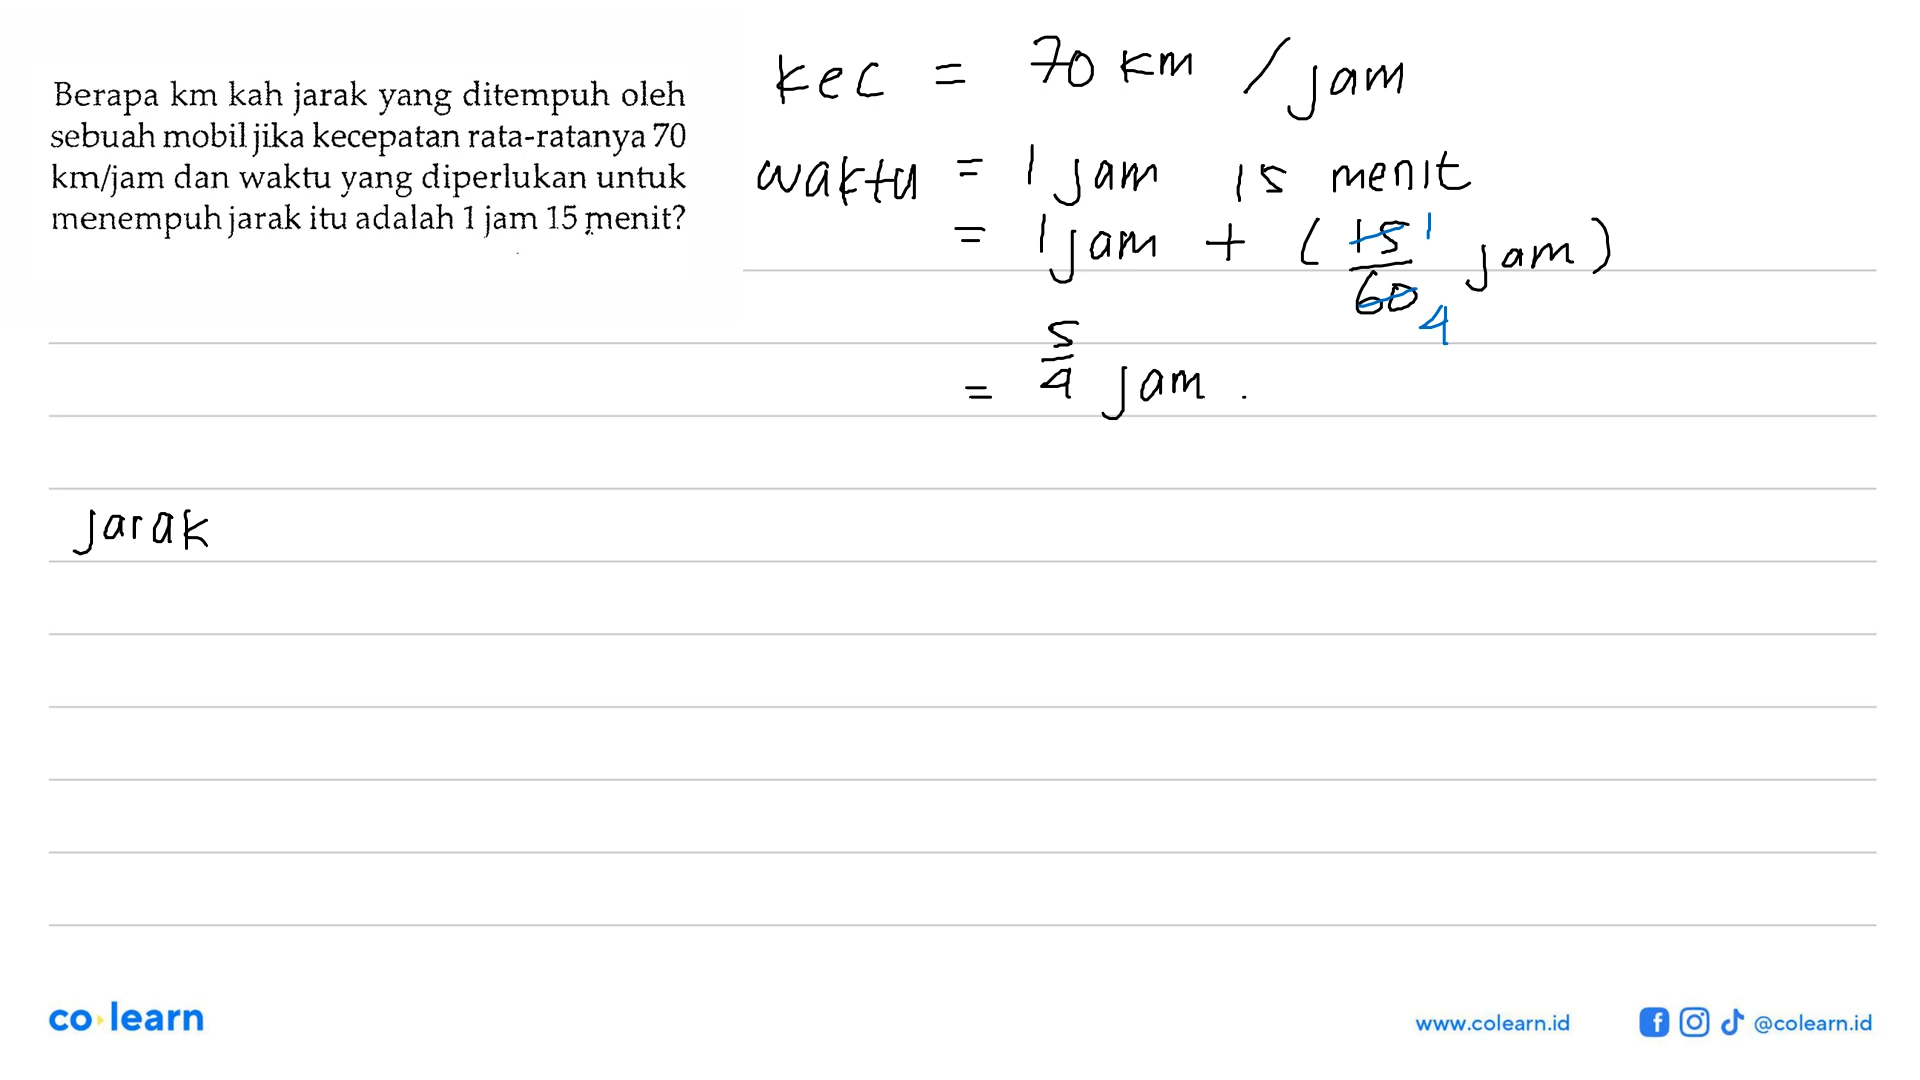 Berapa km kah jarak yang ditempuh oleh
sebuah mobil jika kecepatan rata-ratanya 70
km/jam dan waktu yang diperlukan untuk
menempuh jarak itu adalah 1 jam 15 menit?
kec = 70 km / jam
waktu = 1 jam 15 menit
= 1 jam + ( 15/60 jam ) 1 4
= 5/4 jam .
jarak
co learn
www.colearn.id
@colearn.id